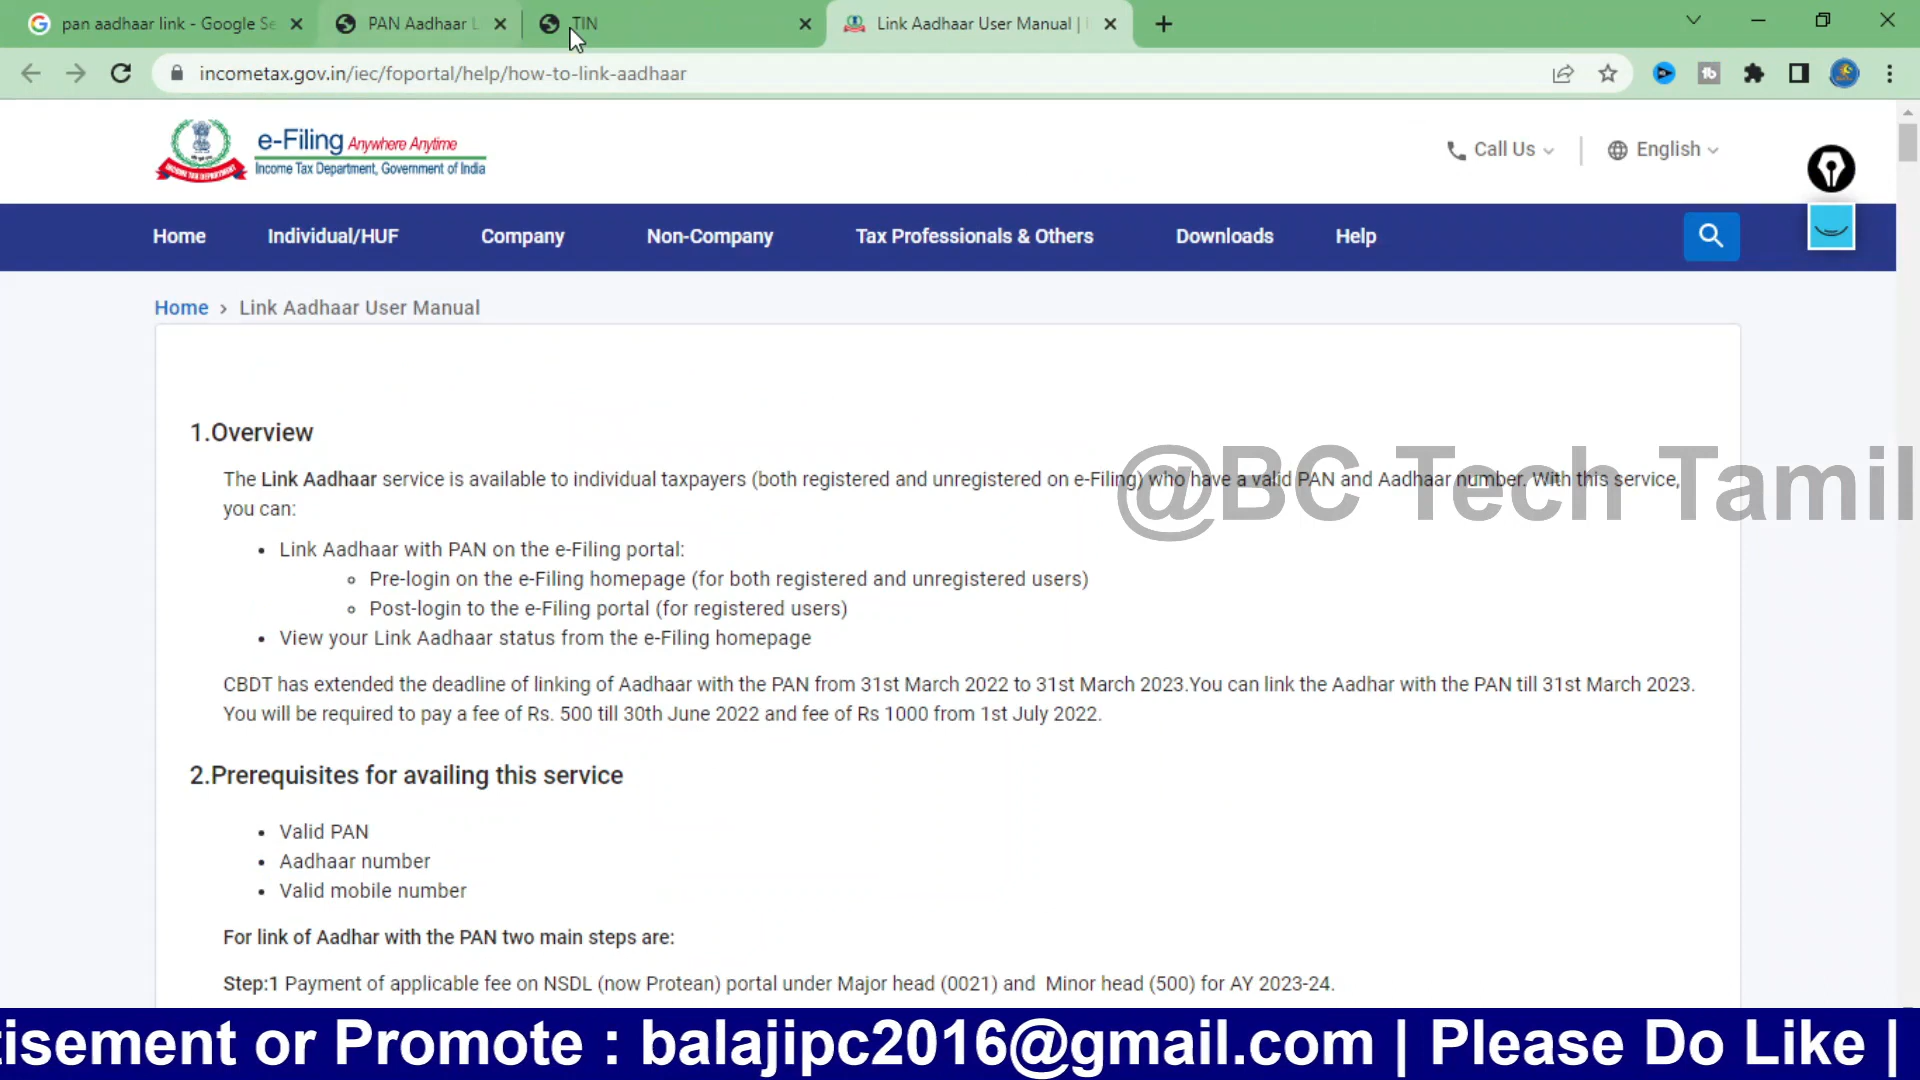 pan aadhaar link - Google Se
PAN Aadhaar L
TIN
Link Aadhaar User Manual |
incometax.gov.in/iec/foportal/help/how-to-link-aadhaar
e-Filing Anywhere Anytime
Income Tax Department, Government of India
INCOME TAX DEPARTMENT
Call Us
English
Home
Individual/HUF
Company
Non-Company
Tax Professionals & Others
Downloads
Help
Home › Link Aadhaar User Manual
1.Overview
The Link Aadhaar service is available to individual taxpayers (both registered and unregistered on e-Filing) who have a valid PAN and Aadhaar number. With this service,
you can:
• Link Aadhaar with PAN on the e-Filing portal:
◦ Pre-login on the e-Filing homepage (for both registered and unregistered users)
◦ Post-login to the e-Filing portal (for registered users)
• View your Link Aadhaar status from the e-Filing homepage
@BC Tech Tamil
CBDT has extended the deadline of linking of Aadhaar with the PAN from 31st March 2022 to 31st March 2023.You can link the Aadhar with the PAN till 31st March 2023.
You will be required to pay a fee of Rs. 500 till 30th June 2022 and fee of Rs 1000 from 1st July 2022.
2.Prerequisites for availing this service
• Valid PAN
• Aadhaar number
• Valid mobile number
For link of Aadhar with the PAN two main steps are:
Step:1 Payment of applicable fee on NSDL (now Protean) portal under Major head (0021) and Minor head (500) for AY 2023-24.
tisement or Promote : balajipc2016@gmail.com | Please Do Like |